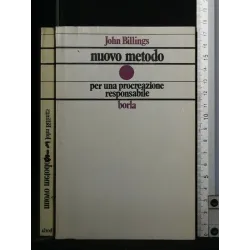 John Billings
nuovo metodo
per una procreazione
responsabile
borla